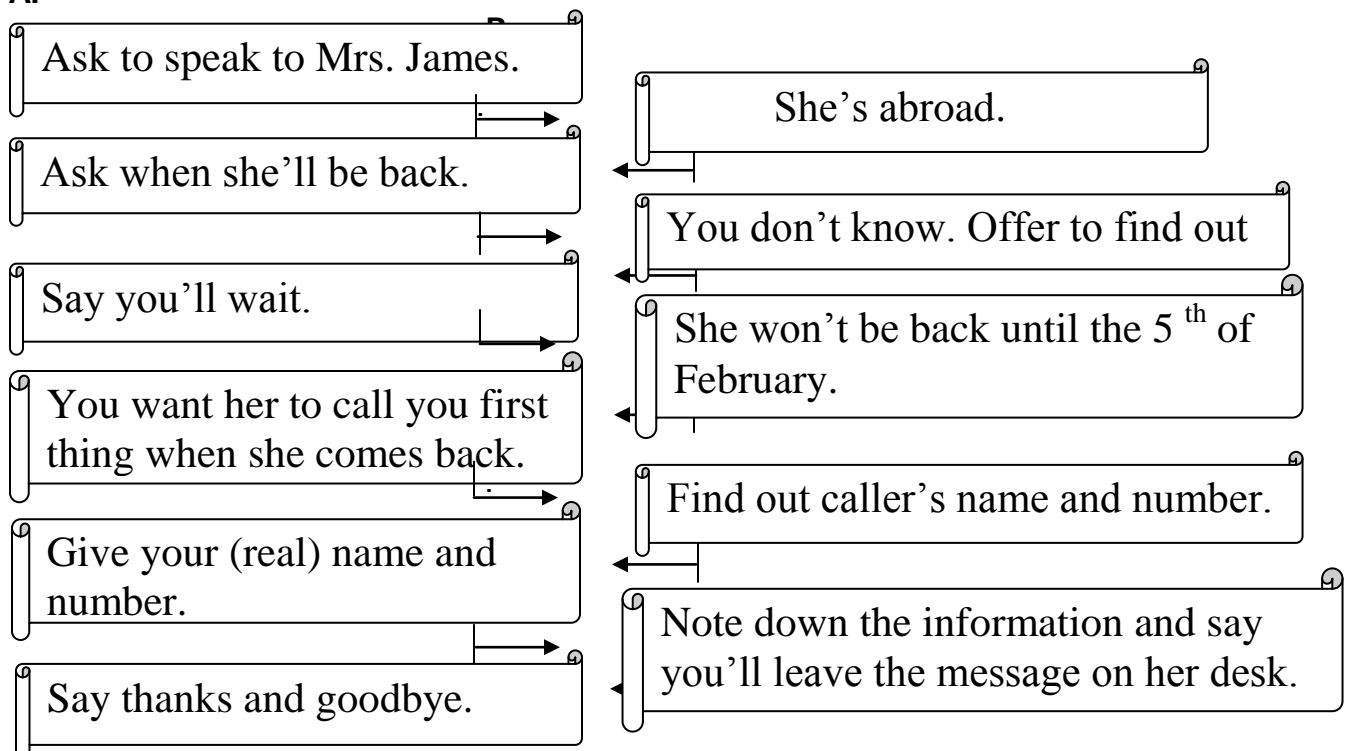 Ask to speak to Mrs. James.
She's abroad.
Ask when she'll be back.
You don't know. Offer to find out
Say you'll wait.
She won't be back until the 5 th of
February.
You want her to call you first
thing when she comes back.
Find out caller's name and number.
Give your (real) name and
number.
Note down the information and say
you'll leave the message on her desk.
Say thanks and goodbye.